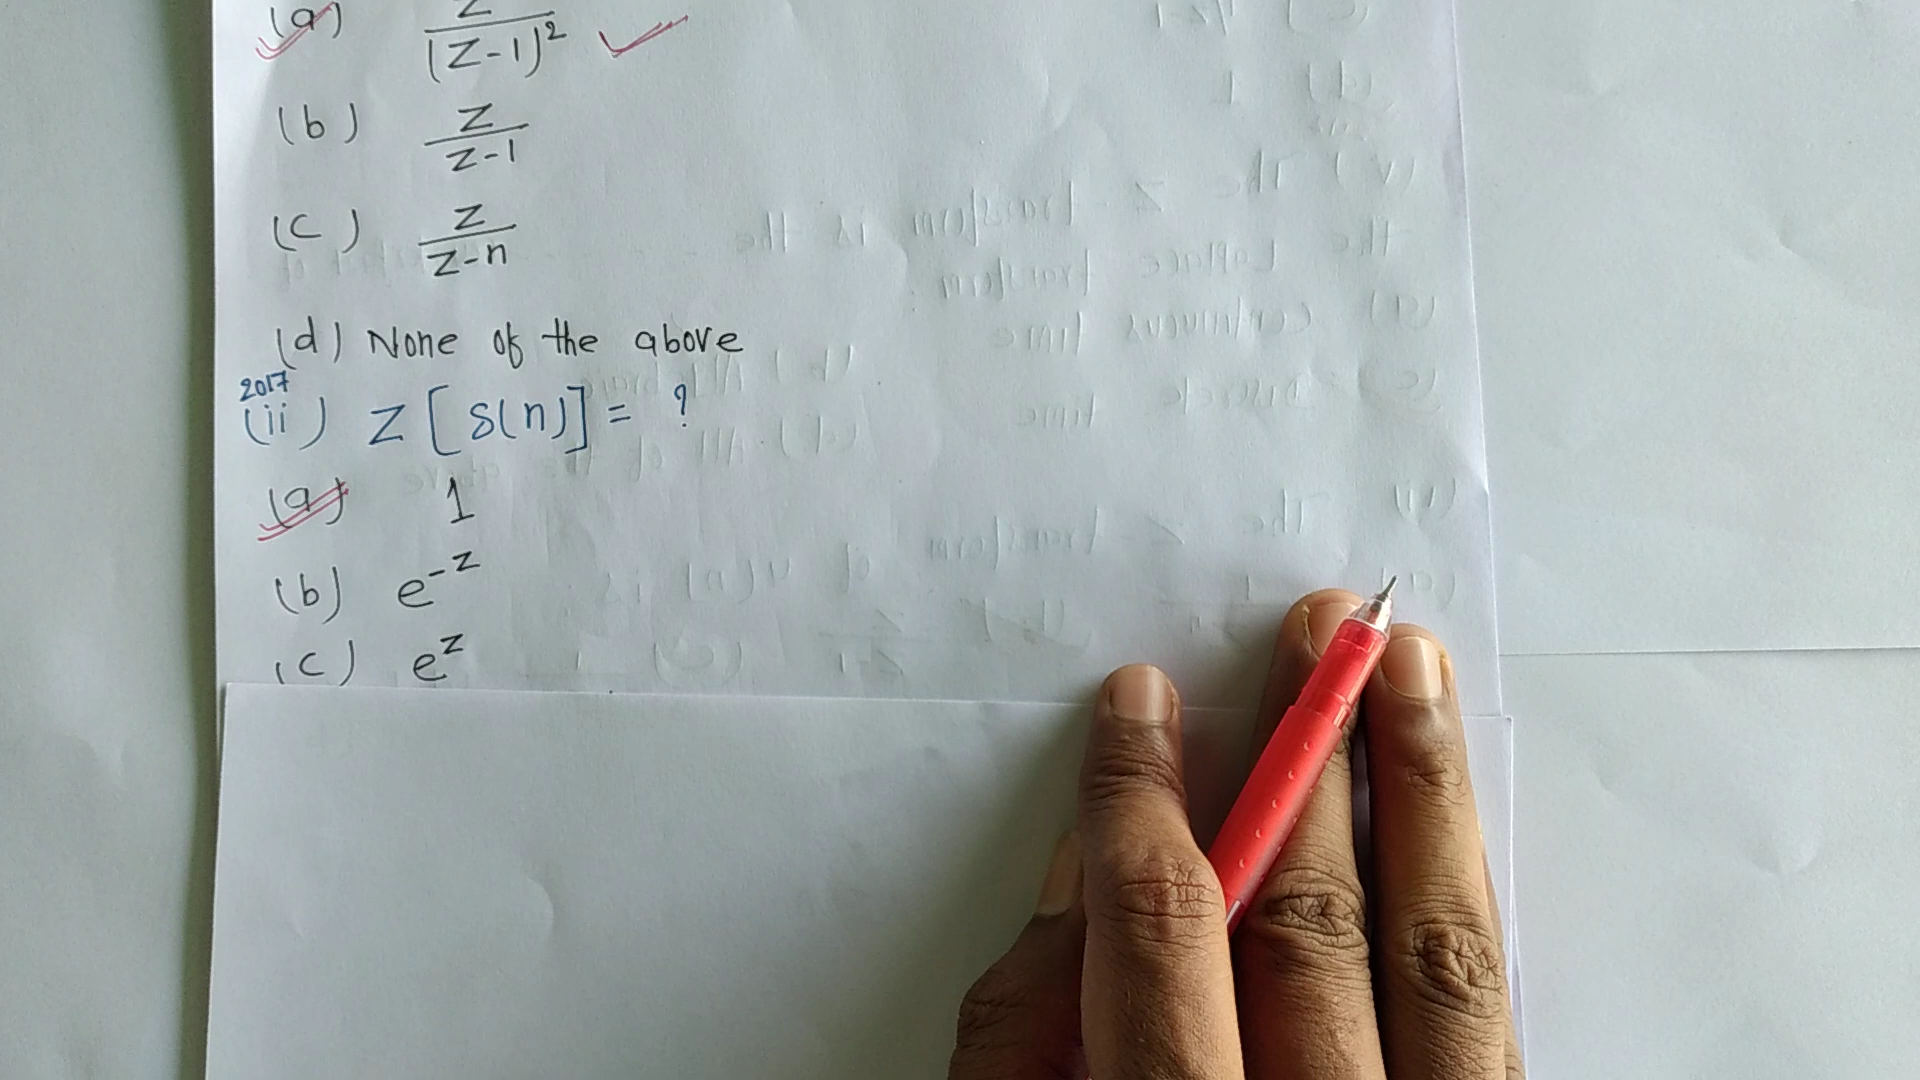 (a) z/(z-1)²
(b) z/(z-1)
(c) z/(z-n)
(d) None of the above
2017
(ii) Z[δ(n)] = ?
(a) 1
(b) e^-z
(c) e^z